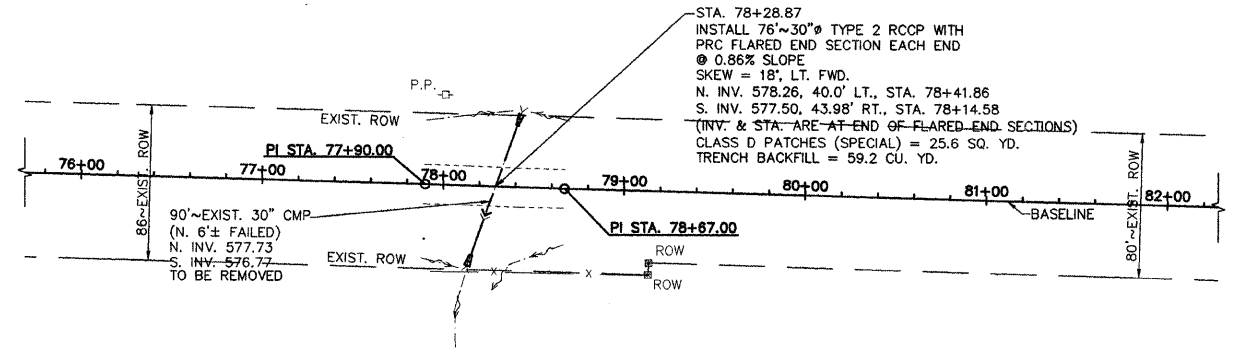 STA. 78+28.87
INSTALL 76'~30"ø TYPE 2 RCCP WITH
PRC FLARED END SECTION EACH END
@ 0.86% SLOPE
SKEW = 18°, LT. FWD.
N. INV. 578.26, 40.0' LT., STA. 78+41.86
S. INV. 577.50, 43.98' RT., STA. 78+14.58
(INV. & STA. ARE AT END OF FLARED END SECTIONS)
CLASS D PATCHES (SPECIAL) = 25.6 SQ. YD.
TRENCH BACKFILL = 59.2 CU. YD.
P.P.
EXIST. ROW
86'~EXIST. ROW
PI STA. 77+90.00
76+00
77+00
78+00
79+00
80+00
81+00
82+00
BASELINE
80'~EXIST. ROW
90'~EXIST. 30" CMP
(N. 6'± FAILED)
N. INV. 577.73
S. INV. 576.77
TO BE REMOVED
PI STA. 78+67.00
EXIST. ROW
X
X
ROW
ROW